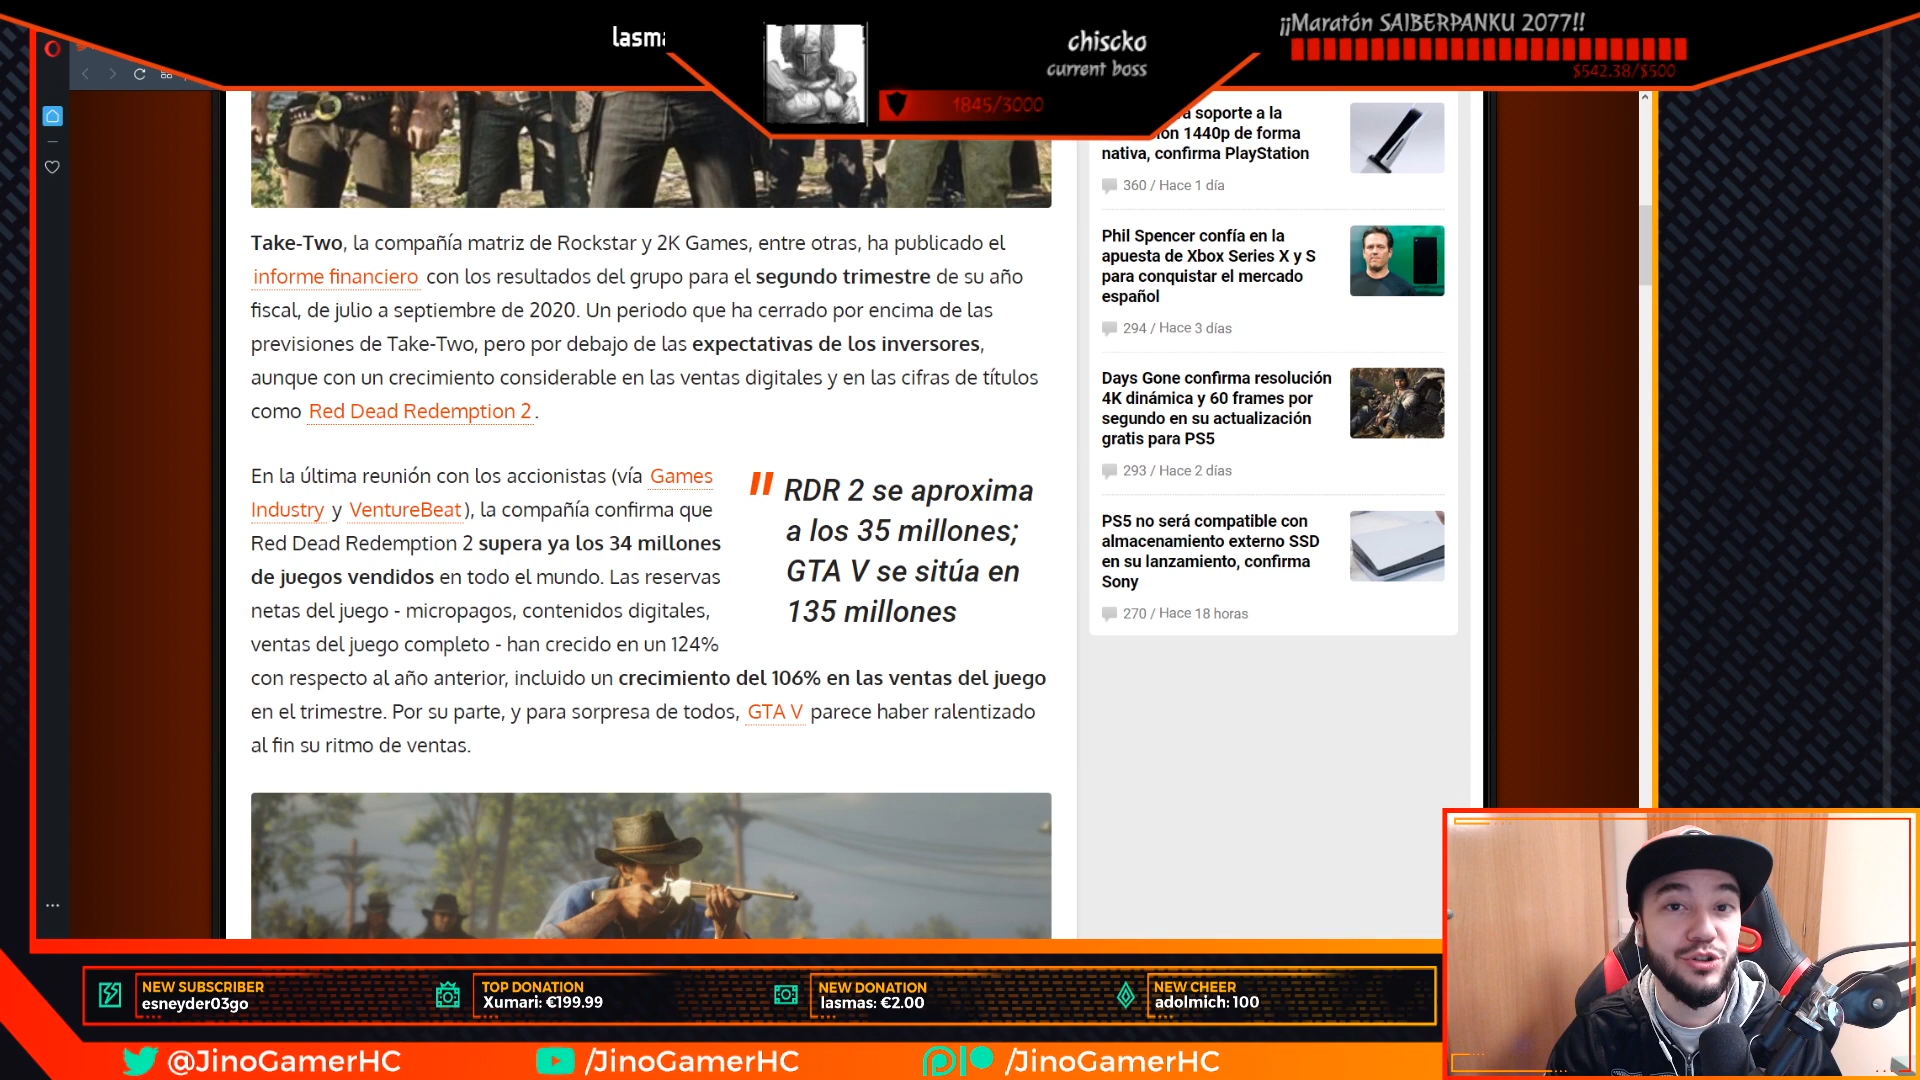 lasma
chiscko
current boss
1845/3000
¡¡Maratón SAIBERPANKU 2077!!
$542.38/$500
Take-Two, la compañía matriz de Rockstar y 2K Games, entre otras, ha publicado el
informe financiero con los resultados del grupo para el segundo trimestre de su año
fiscal, de julio a septiembre de 2020. Un periodo que ha cerrado por encima de las
previsiones de Take-Two, pero por debajo de las expectativas de los inversores,
aunque con un crecimiento considerable en las ventas digitales y en las cifras de títulos
como Red Dead Redemption 2.
En la última reunión con los accionistas (vía Games
Industry y VentureBeat), la compañía confirma que
Red Dead Redemption 2 supera ya los 34 millones
de juegos vendidos en todo el mundo. Las reservas
netas del juego - micropagos, contenidos digitales,
ventas del juego completo - han crecido en un 124%
con respecto al año anterior, incluido un crecimiento del 106% en las ventas del juego
en el trimestre. Por su parte, y para sorpresa de todos, GTA V parece haber ralentizado
al fin su ritmo de ventas.
" RDR 2 se aproxima
a los 35 millones;
GTA V se sitúa en
135 millones
a soporte a la
ón 1440p de forma
nativa, confirma PlayStation
360 / Hace 1 día
Phil Spencer confía en la
apuesta de Xbox Series X y S
para conquistar el mercado
español
294 / Hace 3 días
Days Gone confirma resolución
4K dinámica y 60 frames por
segundo en su actualización
gratis para PS5
293 / Hace 2 días
PS5 no será compatible con
almacenamiento externo SSD
en su lanzamiento, confirma
Sony
270 / Hace 18 horas
NEW SUBSCRIBER
esneyder03go
TOP DONATION
Xumari: €199.99
NEW DONATION
lasmas: €2.00
NEW CHEER
adolmich: 100
@JinoGamerHC
/JinoGamerHC
/JinoGamerHC